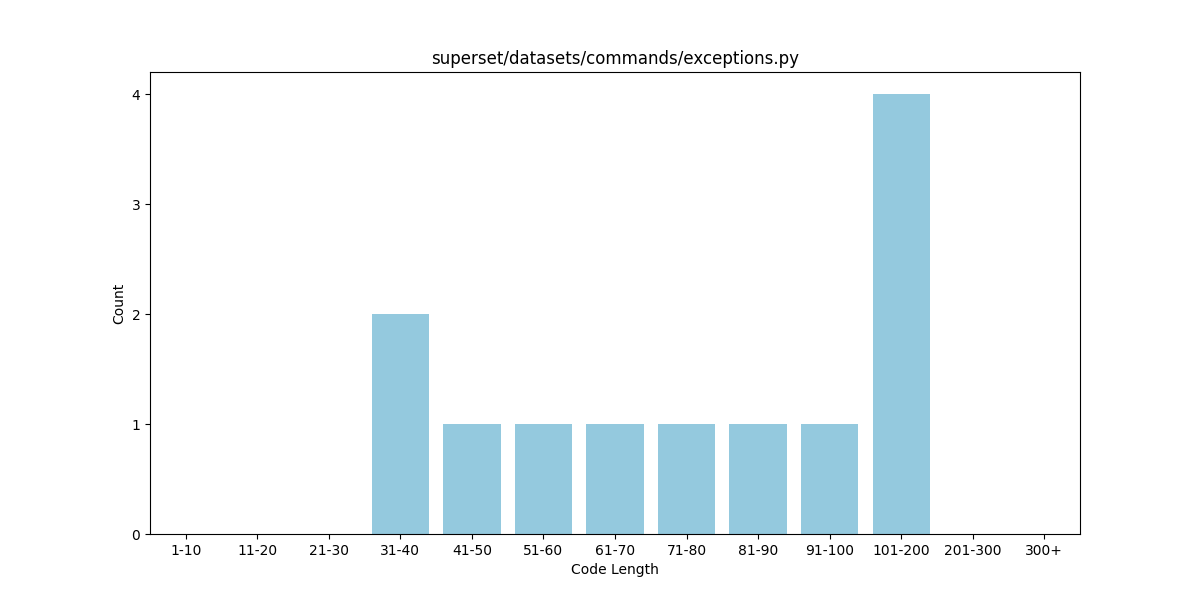 superset/datasets/commands/exceptions.py
4
3
2
1
0
Count
1-10 11-20 21-30 31-40 41-50 51-60 61-70 71-80 81-90 91-100 101-200 201-300 300+
Code Length